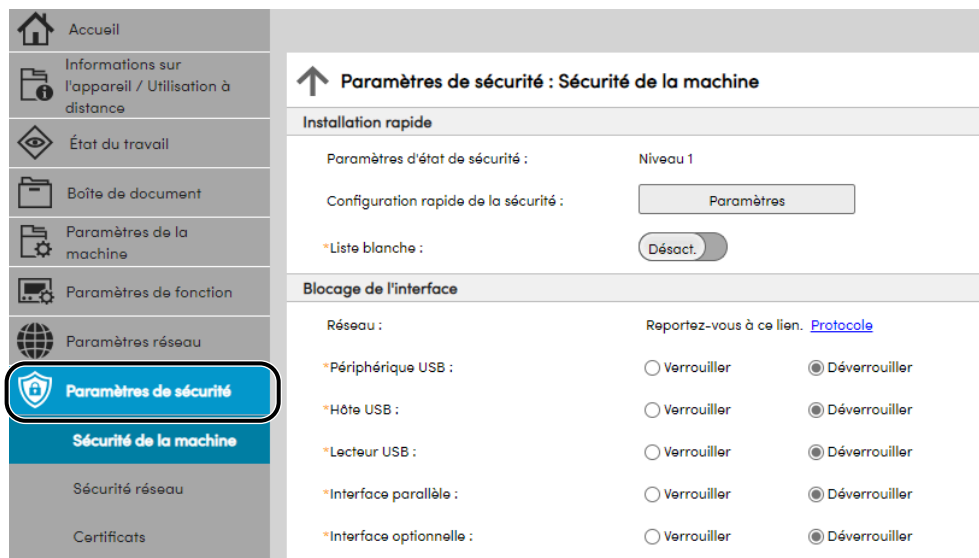 Accueil
Informations sur
l'appareil / Utilisation à
distance
État du travail
Boîte de document
Paramètres de la
machine
Paramètres de fonction
Paramètres réseau
Paramètres de sécurité
Sécurité de la machine
Sécurité réseau
Certificats
Paramètres de sécurité : Sécurité de la machine
Installation rapide
Paramètres d'état de sécurité : Niveau 1
Configuration rapide de la sécurité : Paramètres
*Liste blanche : Désact.
Blocage de l'interface
Réseau : Reportez-vous à ce lien. Protocole
*Périphérique USB : Verrouiller Déverrouiller
*Hôte USB : Verrouiller Déverrouiller
*Lecteur USB : Verrouiller Déverrouiller
*Interface parallèle : Verrouiller Déverrouiller
*Interface optionnelle : Verrouiller Déverrouiller